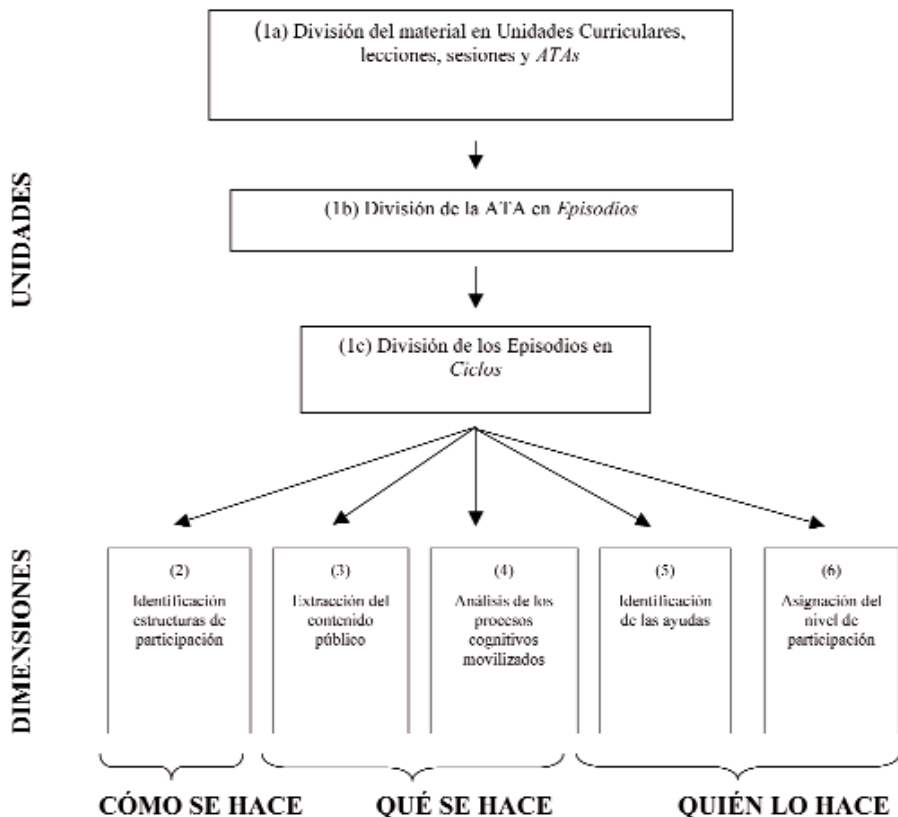 (1a) División del material en Unidades Curriculares,
lecciones, sesiones y ATAs
UNIDADES
(1b) División de la ATA en Episodios
(1c) División de los Episodios en
Ciclos
DIMENSIONES
(2)
Identificación
estructuras de
participación
(3)
Extracción del
contenido
público
(4)
Análisis de los
procesos
cognitivos
movilizados
(5)
Identificación
de las ayudas
(6)
Asignación del
nivel de
participación
CÓMO SE HACE
QUÉ SE HACE
QUIÉN LO HACE